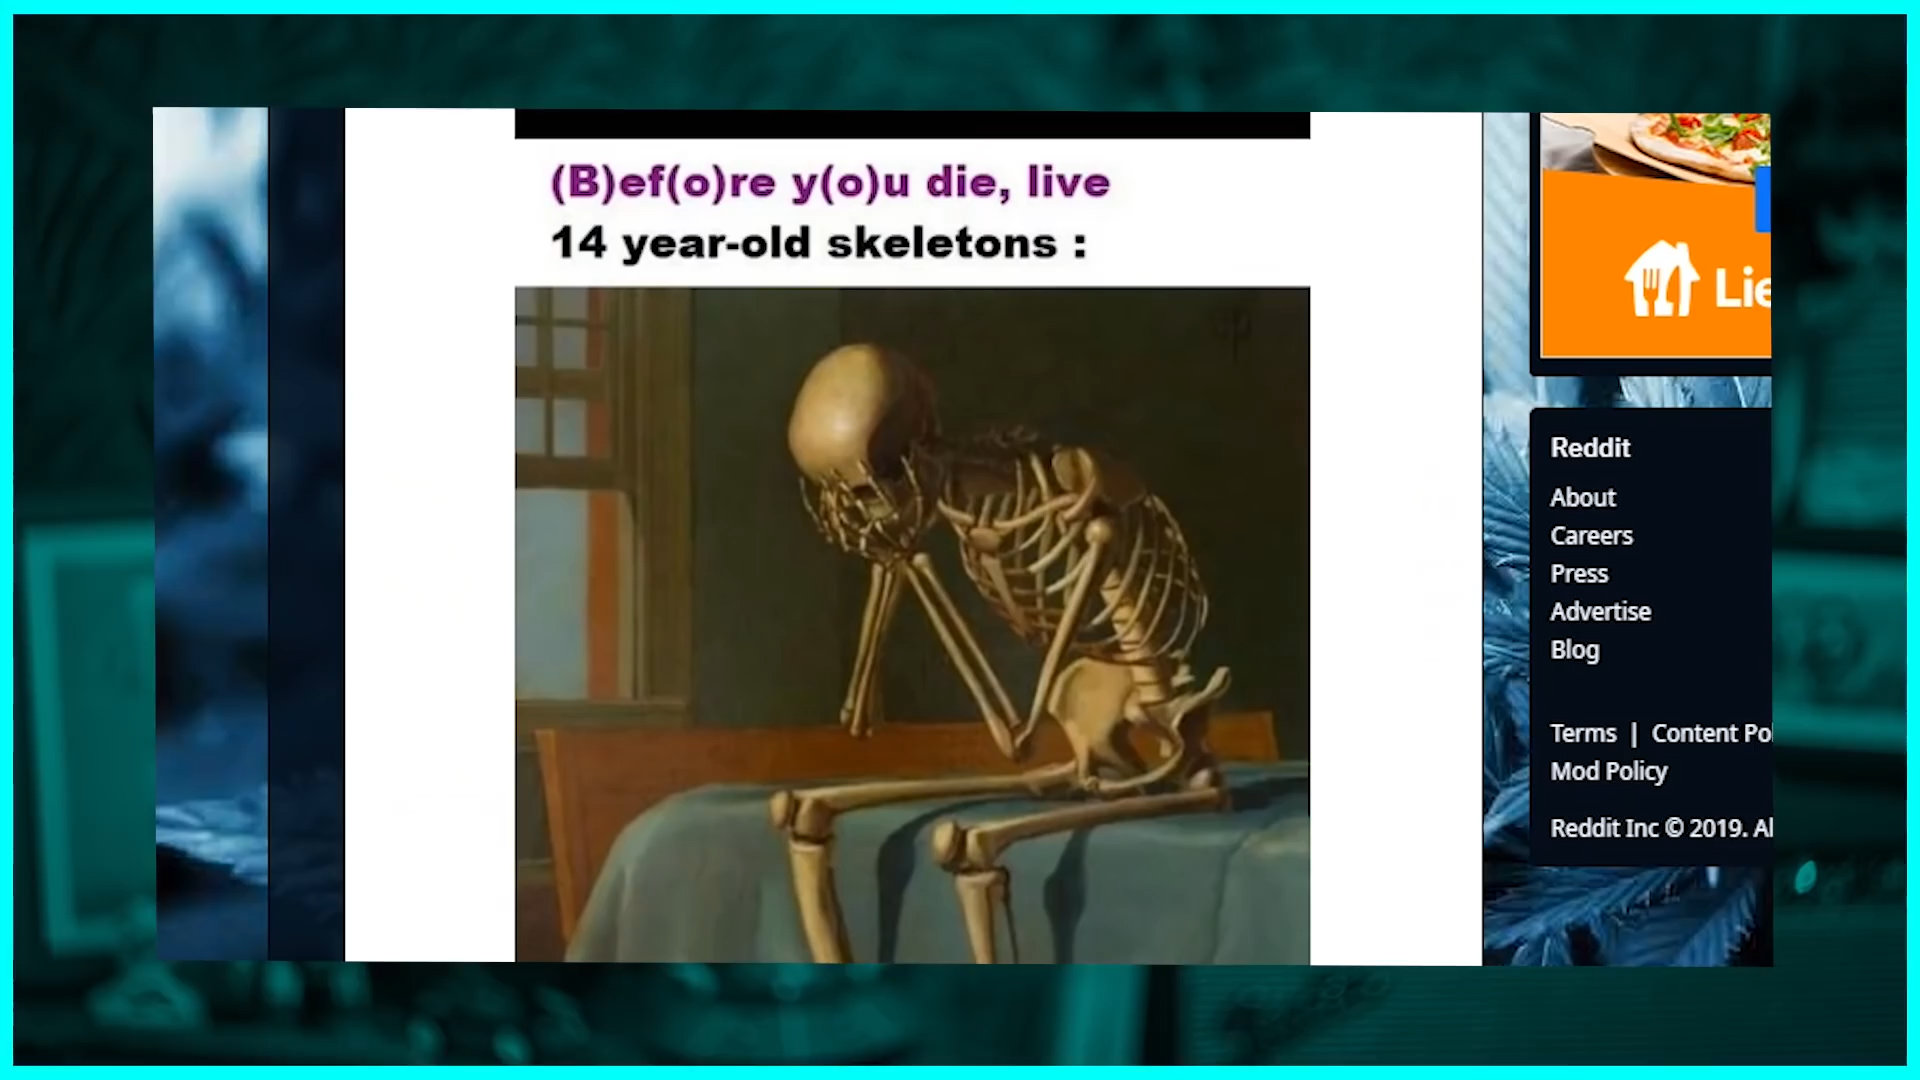 (B)ef(o)re y(o)u die, live
14 year-old skeletons :
Lie
Reddit
About
Careers
Press
Advertise
Blog
Terms | Content Po
Mod Policy
Reddit Inc © 2019. Al